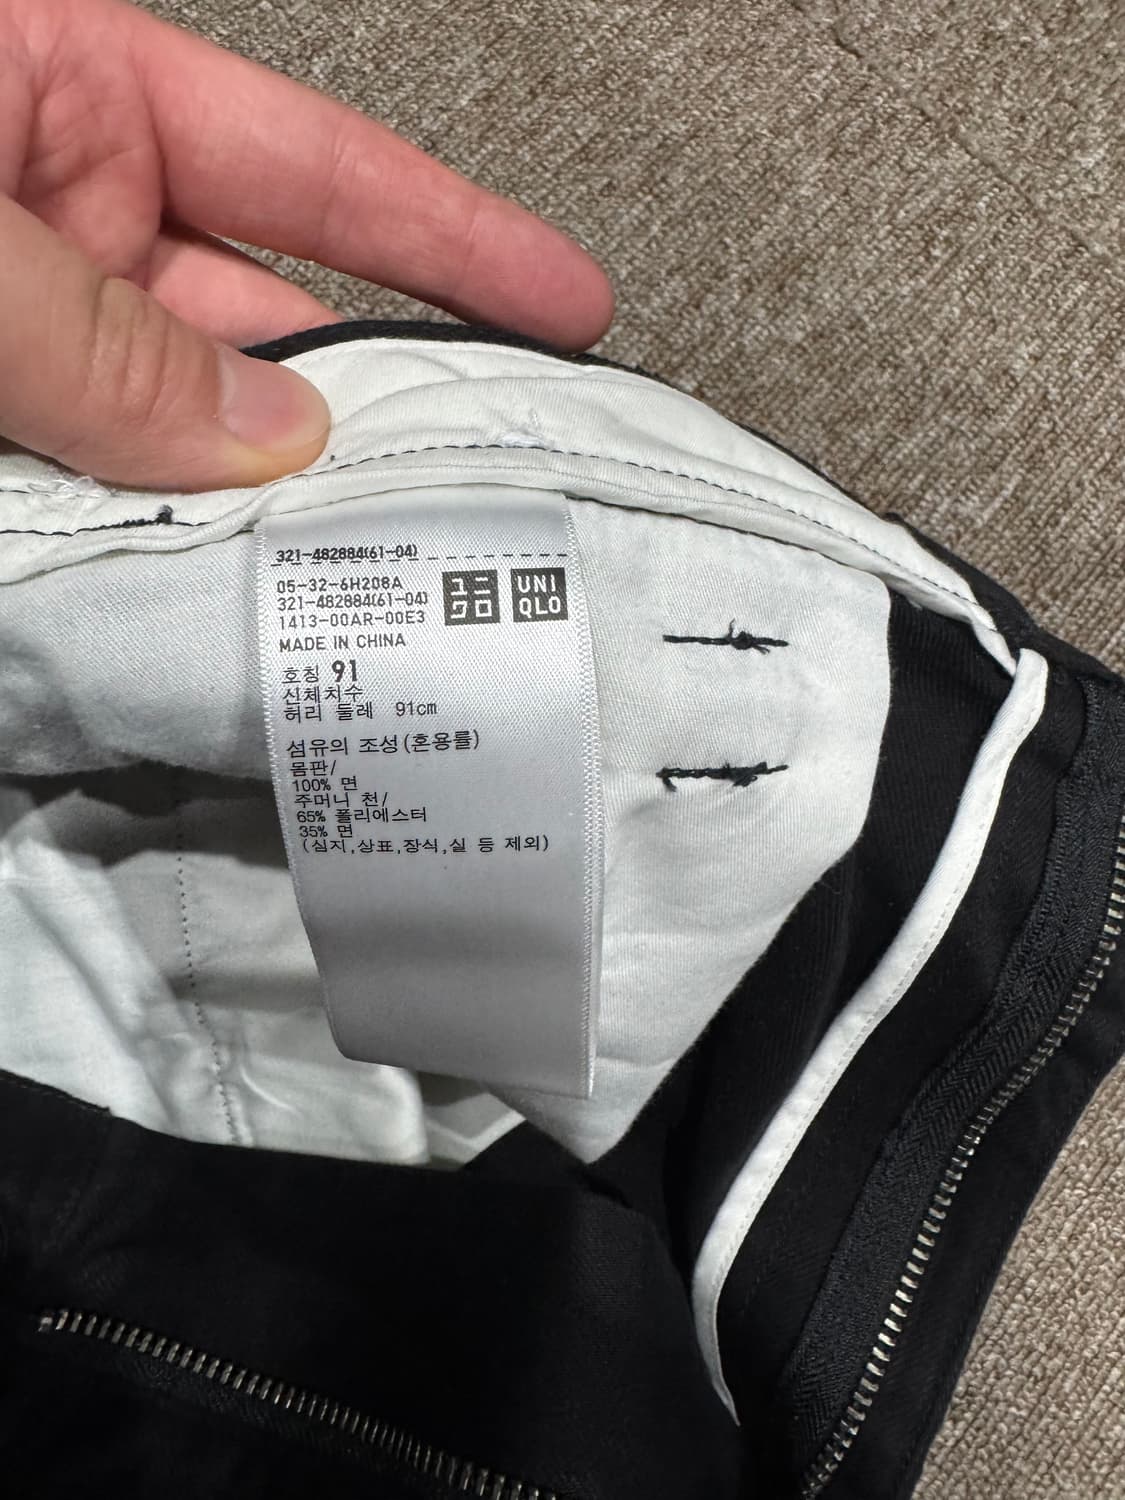 321-482884(61-04)
05-32-6H208A
321-482884(61-04)
1413-00AR-00E3
MADE IN CHINA
ユニ
クロ
UNI
QLO
호칭 91
신체치수
허리 둘레 91cm
섬유의 조성(혼용률)
몸판/
100% 면
주머니 천/
65% 폴리에스터
35% 면
(심지,상표,장식,실 등 제외)